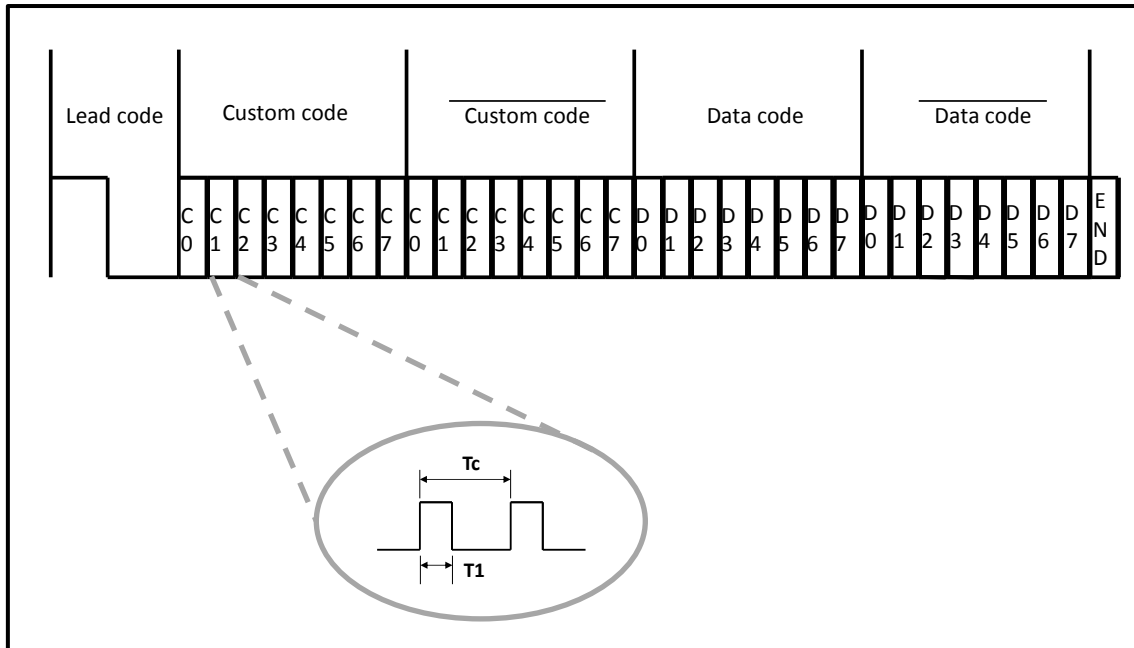 Lead code
Custom code
Custom code
Data code
Data code
C0 C1 C2 C3 C4 C5 C6 C7 C0 C1 C2 C3 C4 C5 C6 C7 D0 D1 D2 D3 D4 D5 D6 D7 D0 D1 D2 D3 D4 D5 D6 D7 END
Tc
T1